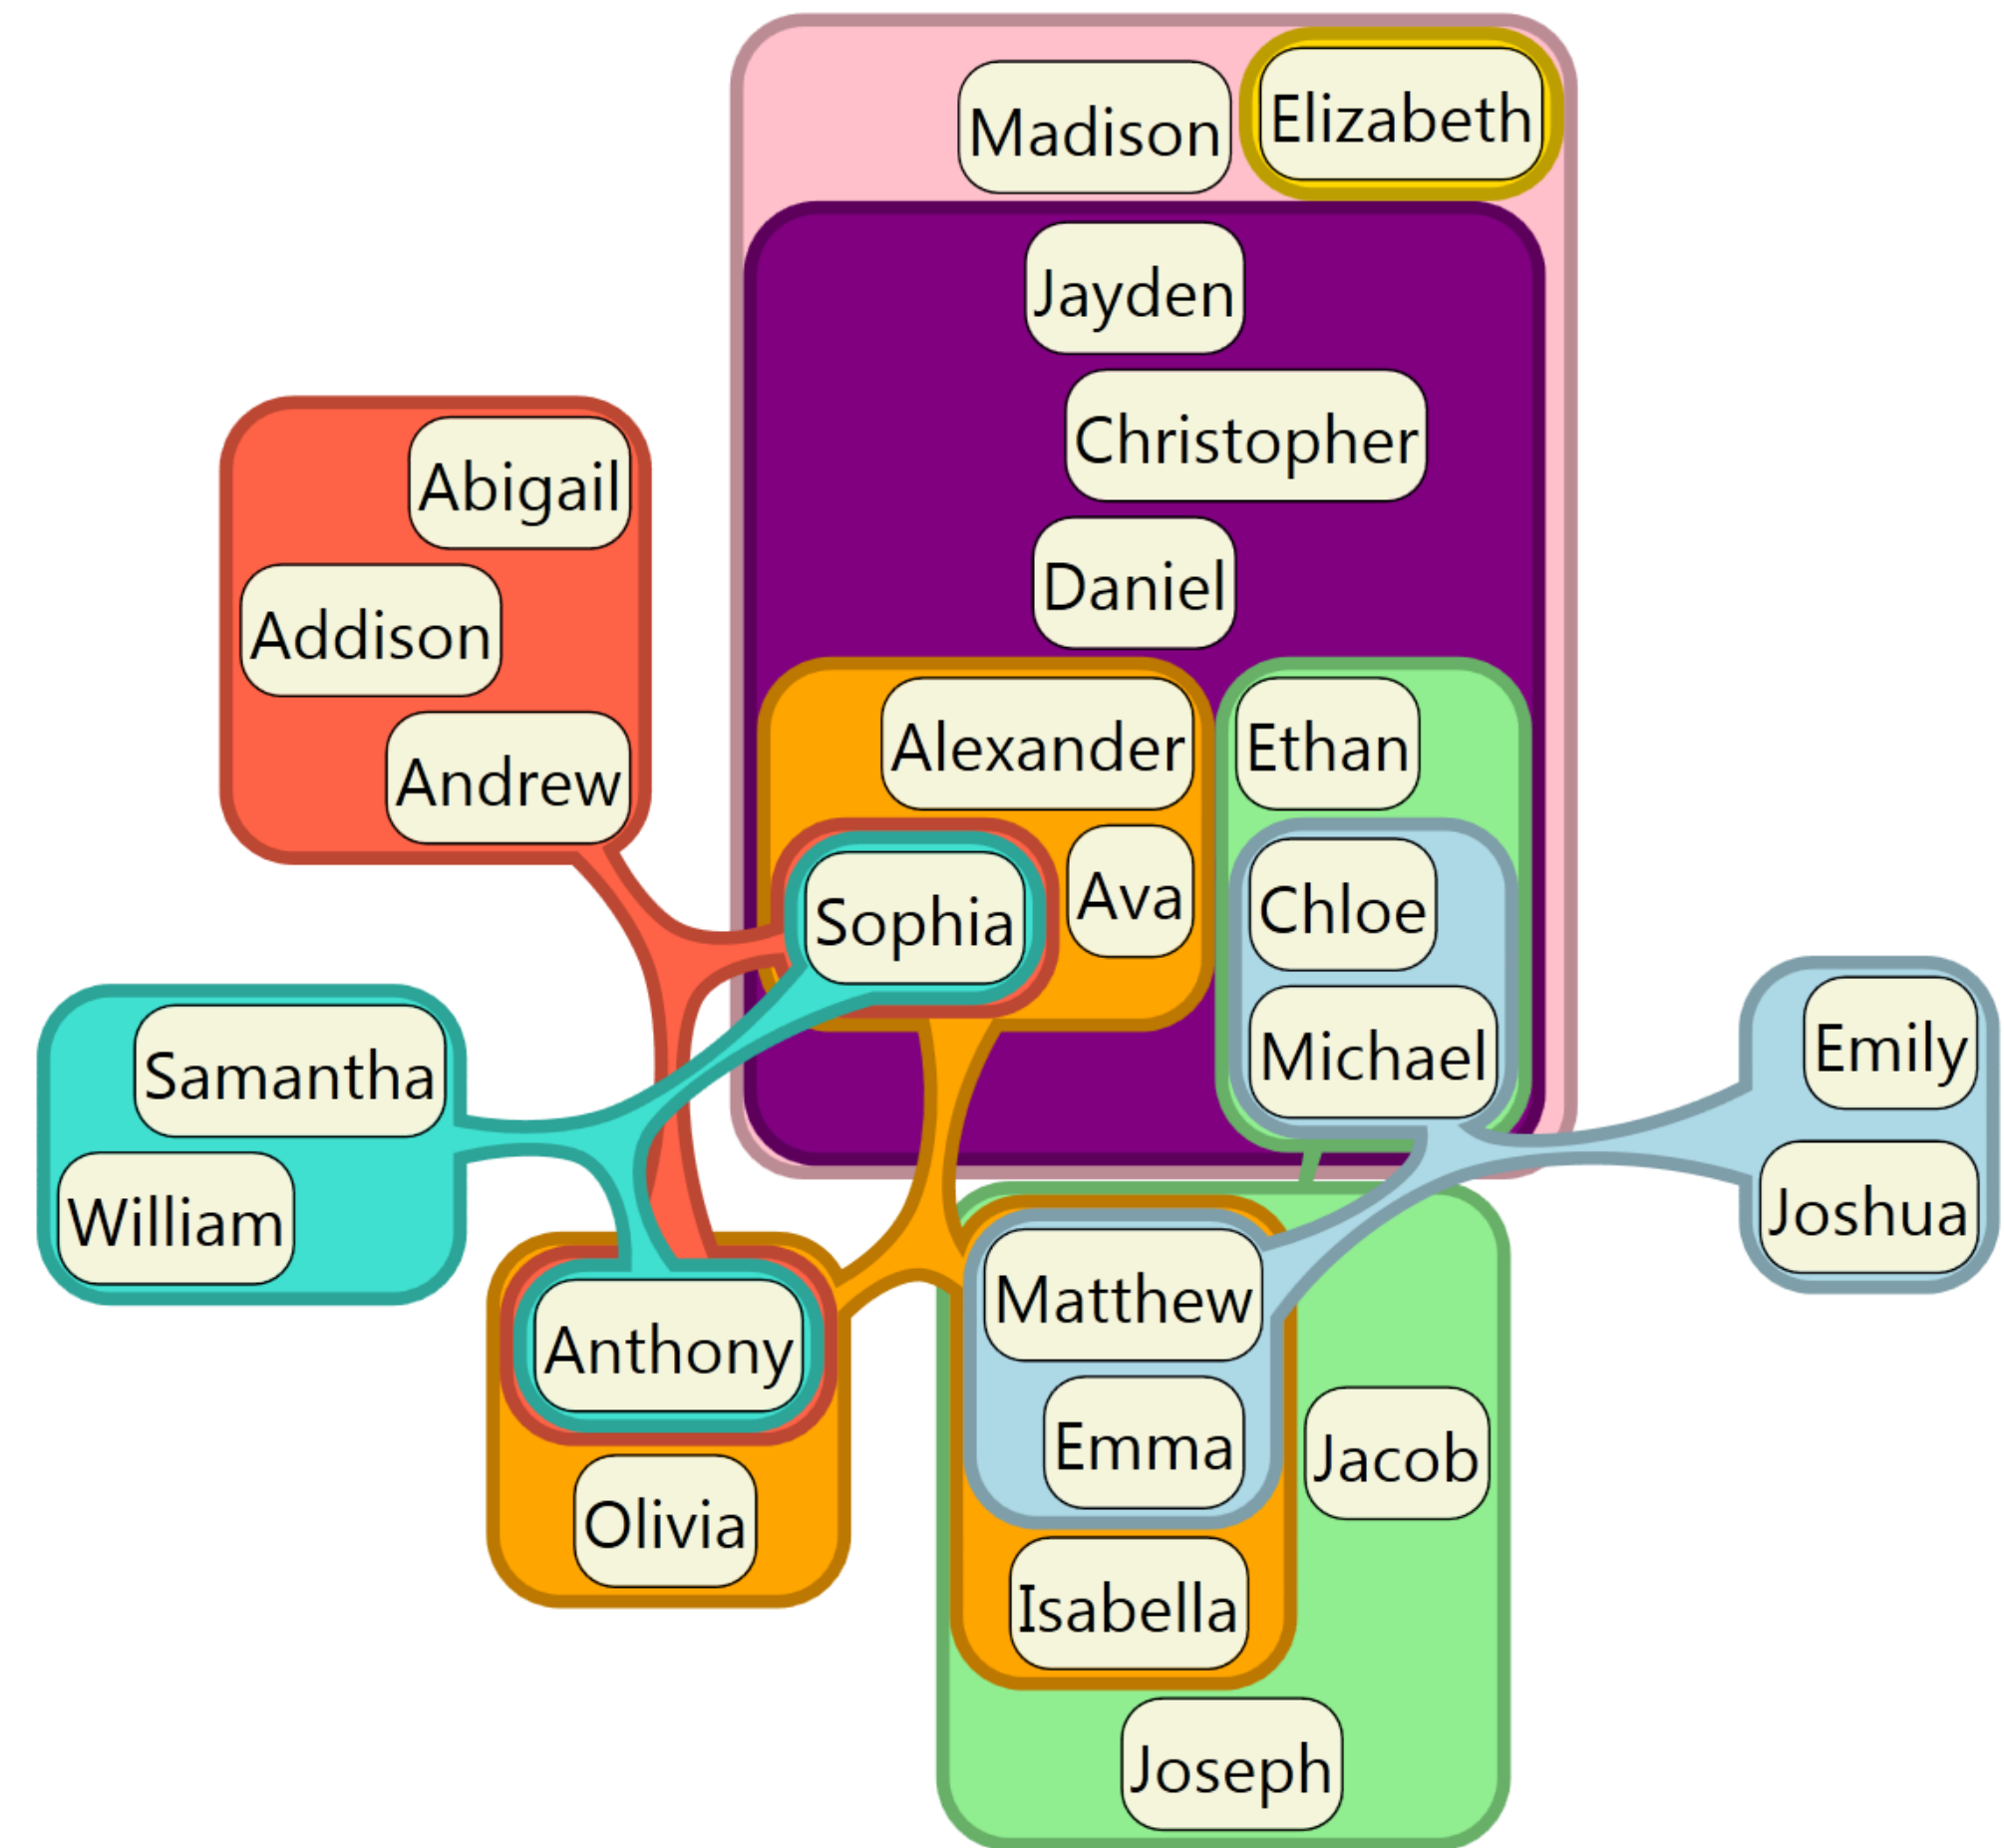 Madison
Elizabeth
Jayden
Christopher
Daniel
Abigail
Addison
Andrew
Alexander
Ethan
Sophia
Ava
Chloe
Michael
Samantha
William
Emily
Joshua
Anthony
Olivia
Matthew
Emma
Jacob
Isabella
Joseph